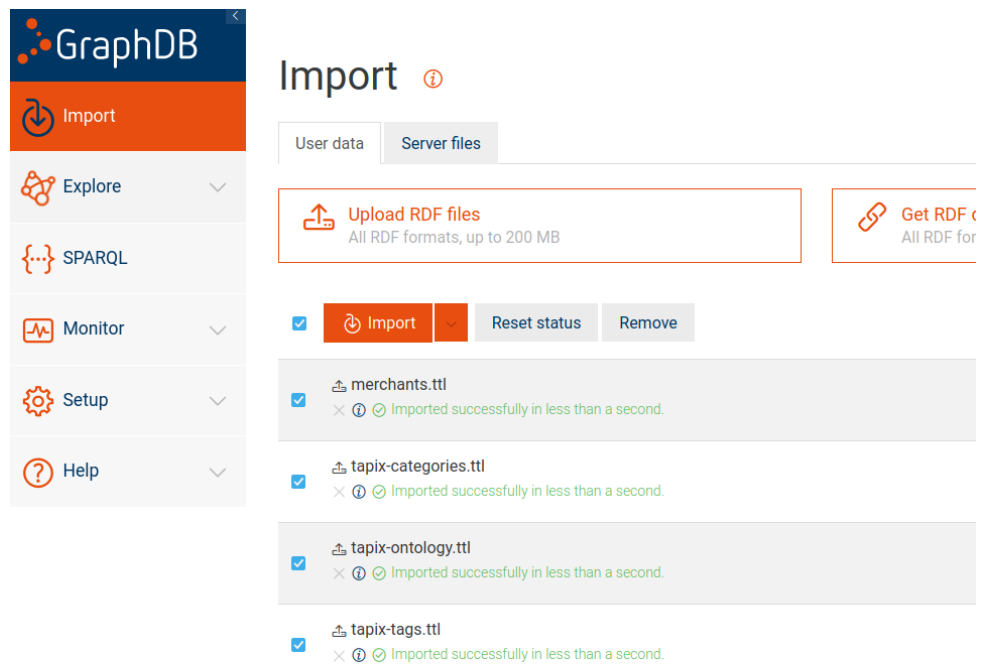 GraphDB
Import
Explore
SPARQL
Monitor
Setup
Help
Import
User data
Server files
Upload RDF files
All RDF formats, up to 200 MB
Get RDF
All RDF
Import
Reset status
Remove
merchants.ttl
Imported successfully in less than a second.
tapix-categories.ttl
Imported successfully in less than a second.
tapix-ontology.ttl
Imported successfully in less than a second.
tapix-tags.ttl
Imported successfully in less than a second.